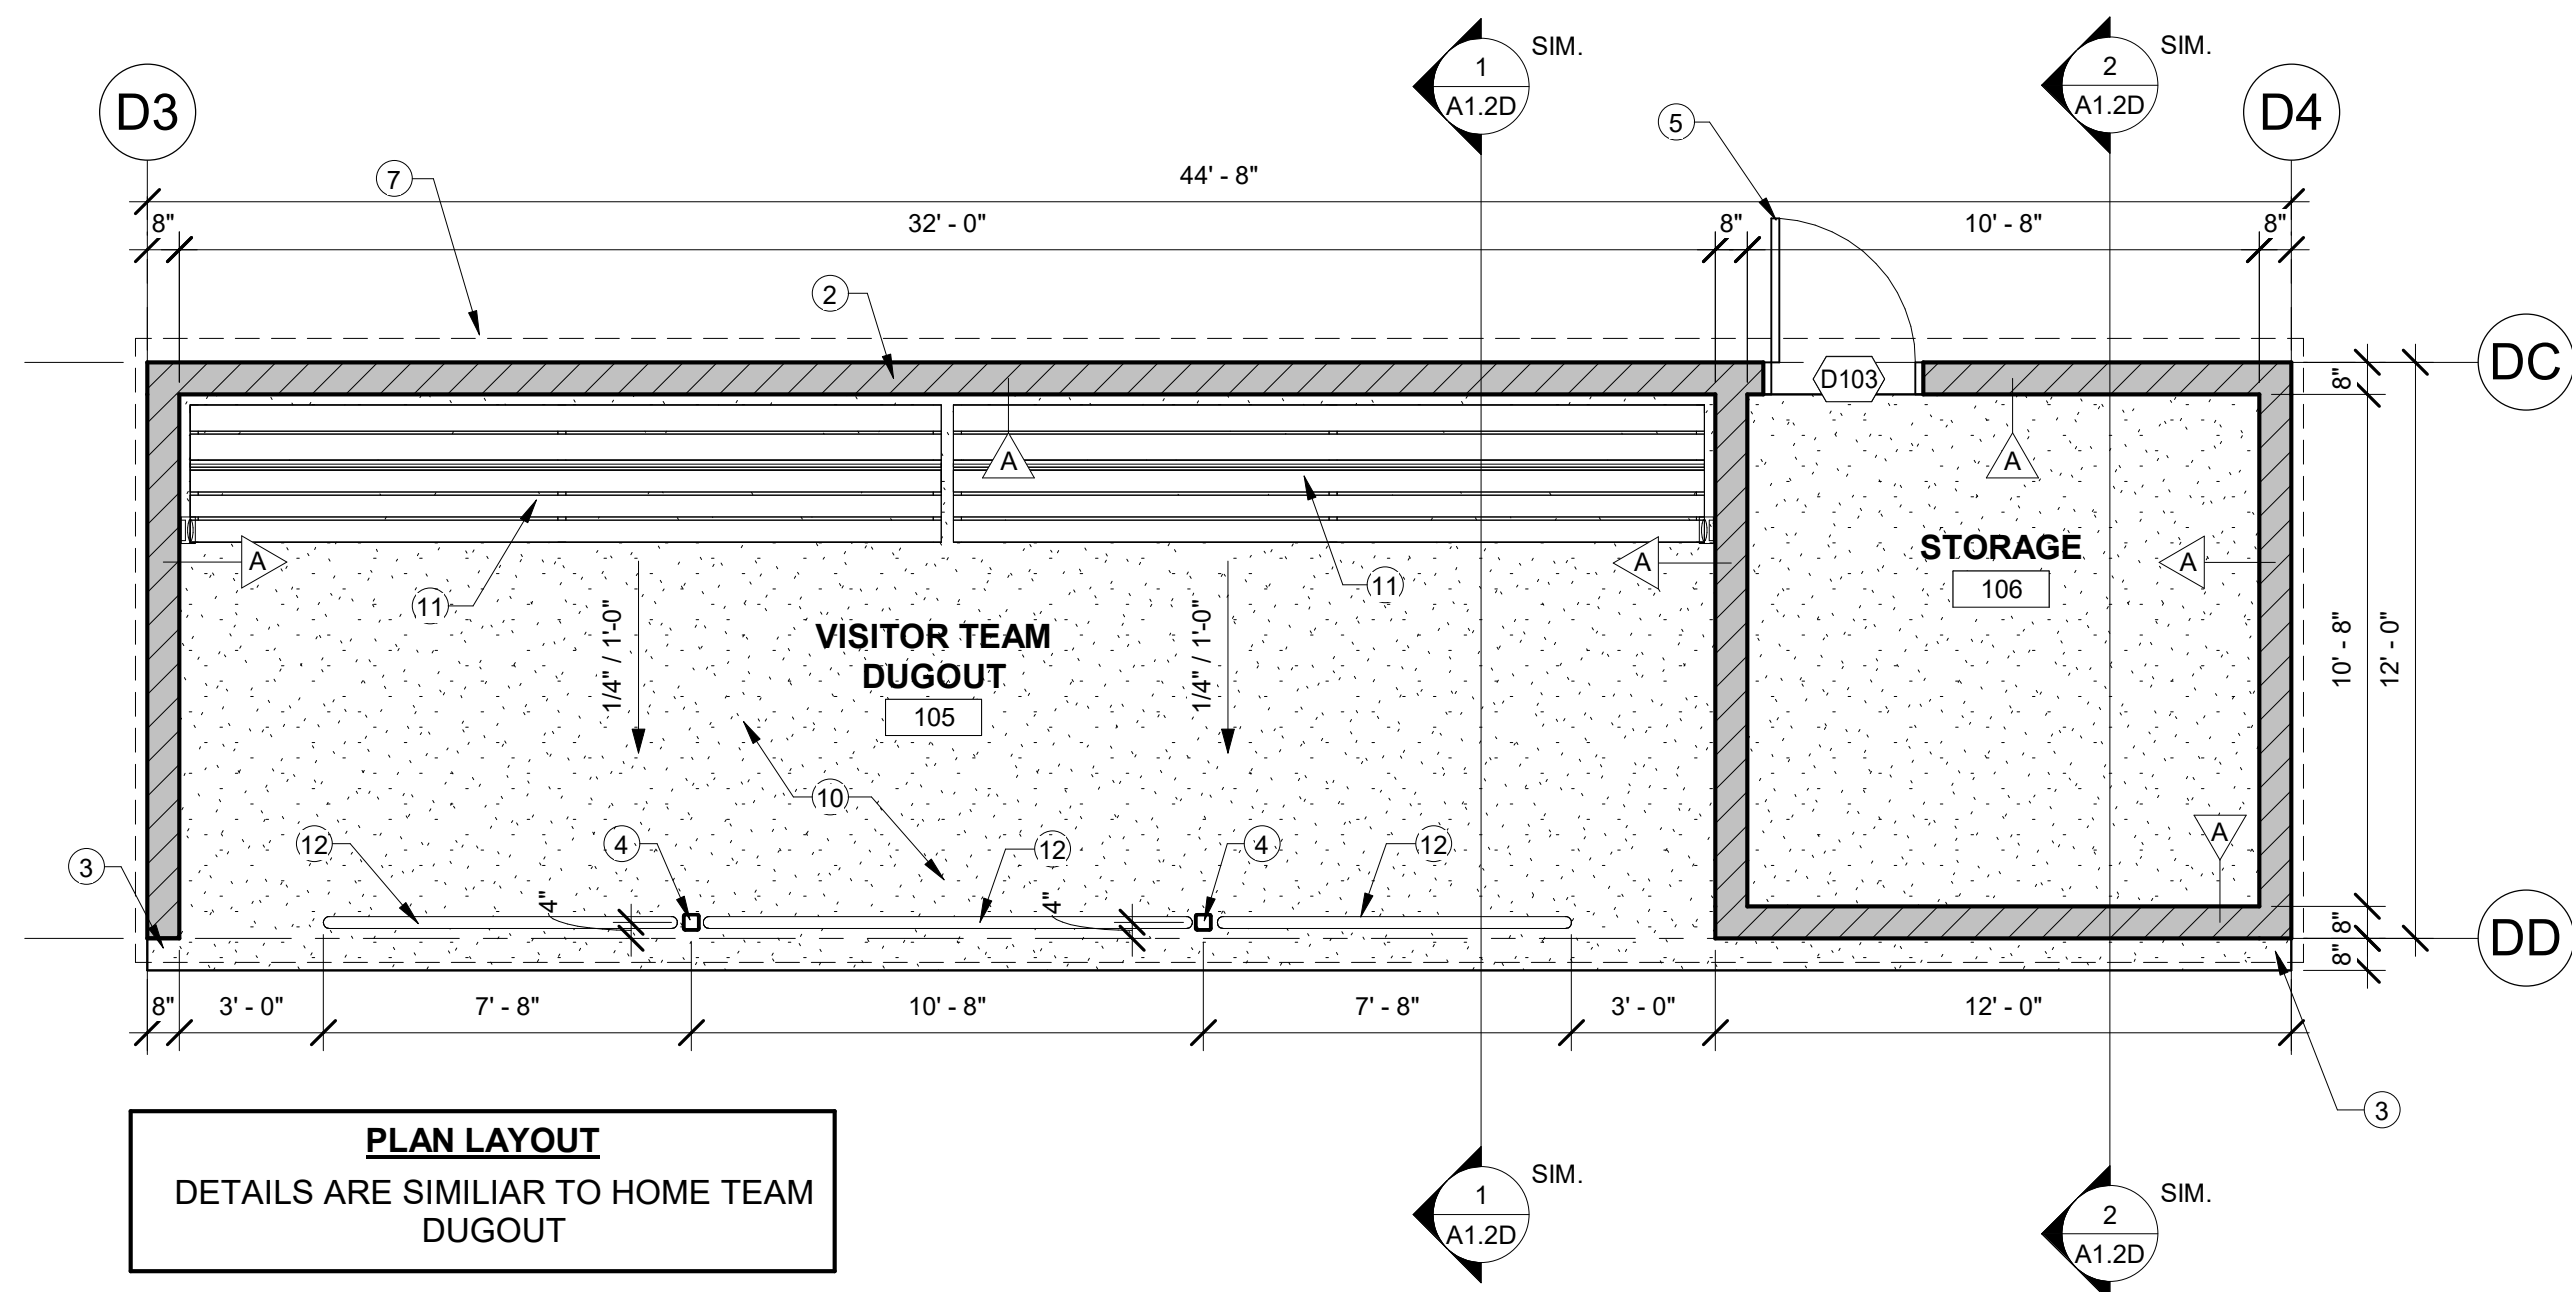 1
A1.2D
SIM.
2
A1.2D
SIM.
D3
D4
5
7
44' - 8"
8"
32' - 0"
8"
10' - 8"
8"
2
DC
D103
8"
A
A
STORAGE
106
A
A
A
11
11
VISITOR TEAM
DUGOUT
105
1/4" / 1'-0"
1/4" / 1'-0"
10' - 8"
12' - 0"
10
A
12
4
12
4
12
3
4"
4"
8"
8"
DD
8"
3' - 0"
7' - 8"
10' - 8"
7' - 8"
3' - 0"
12' - 0"
3
PLAN LAYOUT
DETAILS ARE SIMILIAR TO HOME TEAM
DUGOUT
1
A1.2D
SIM.
2
A1.2D
SIM.